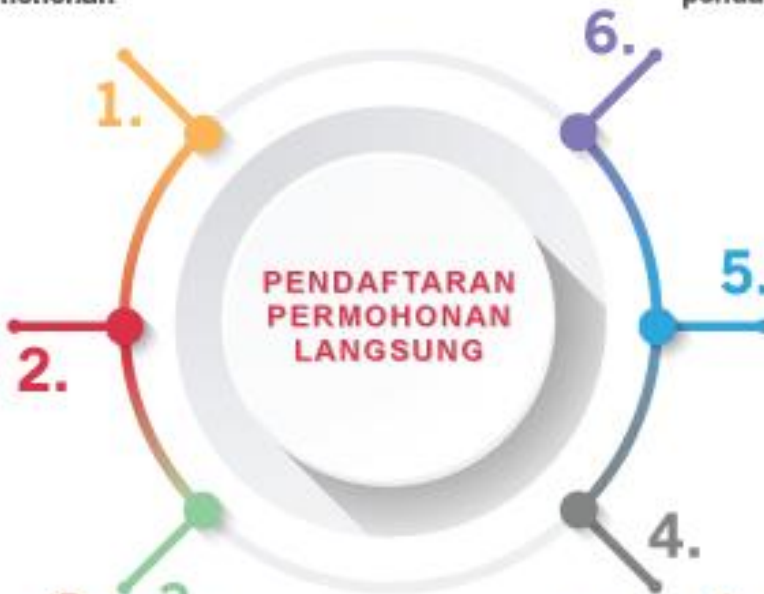 1.
6.
PENDAFTARAN
PERMOHONAN
LANGSUNG
5.
2.
4.